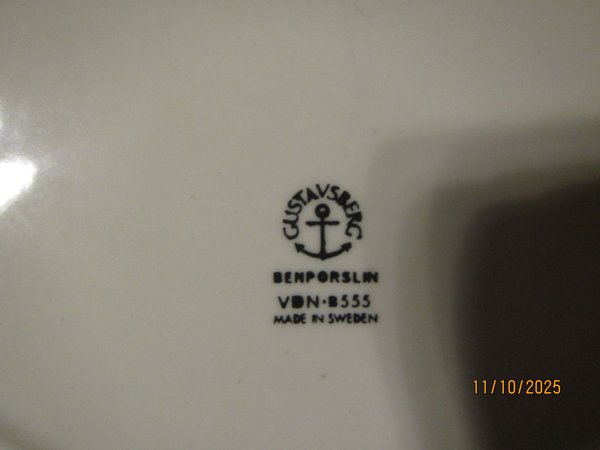 GUSTAVSBERG
BENPORSLIN
VDN·B555
MADE IN SWEDEN
11/10/2025